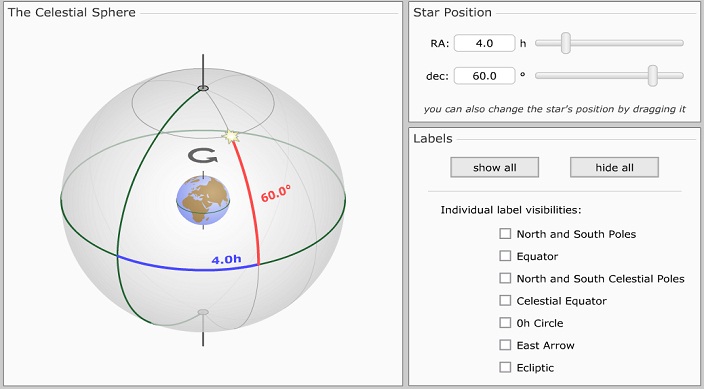 The Celestial Sphere
60.0°
4.0h
Star Position
RA: 4.0 h
dec: 60.0 °
you can also change the star's position by dragging it
Labels
show all hide all
Individual label visibilities:
North and South Poles
Equator
North and South Celestial Poles
Celestial Equator
0h Circle
East Arrow
Ecliptic